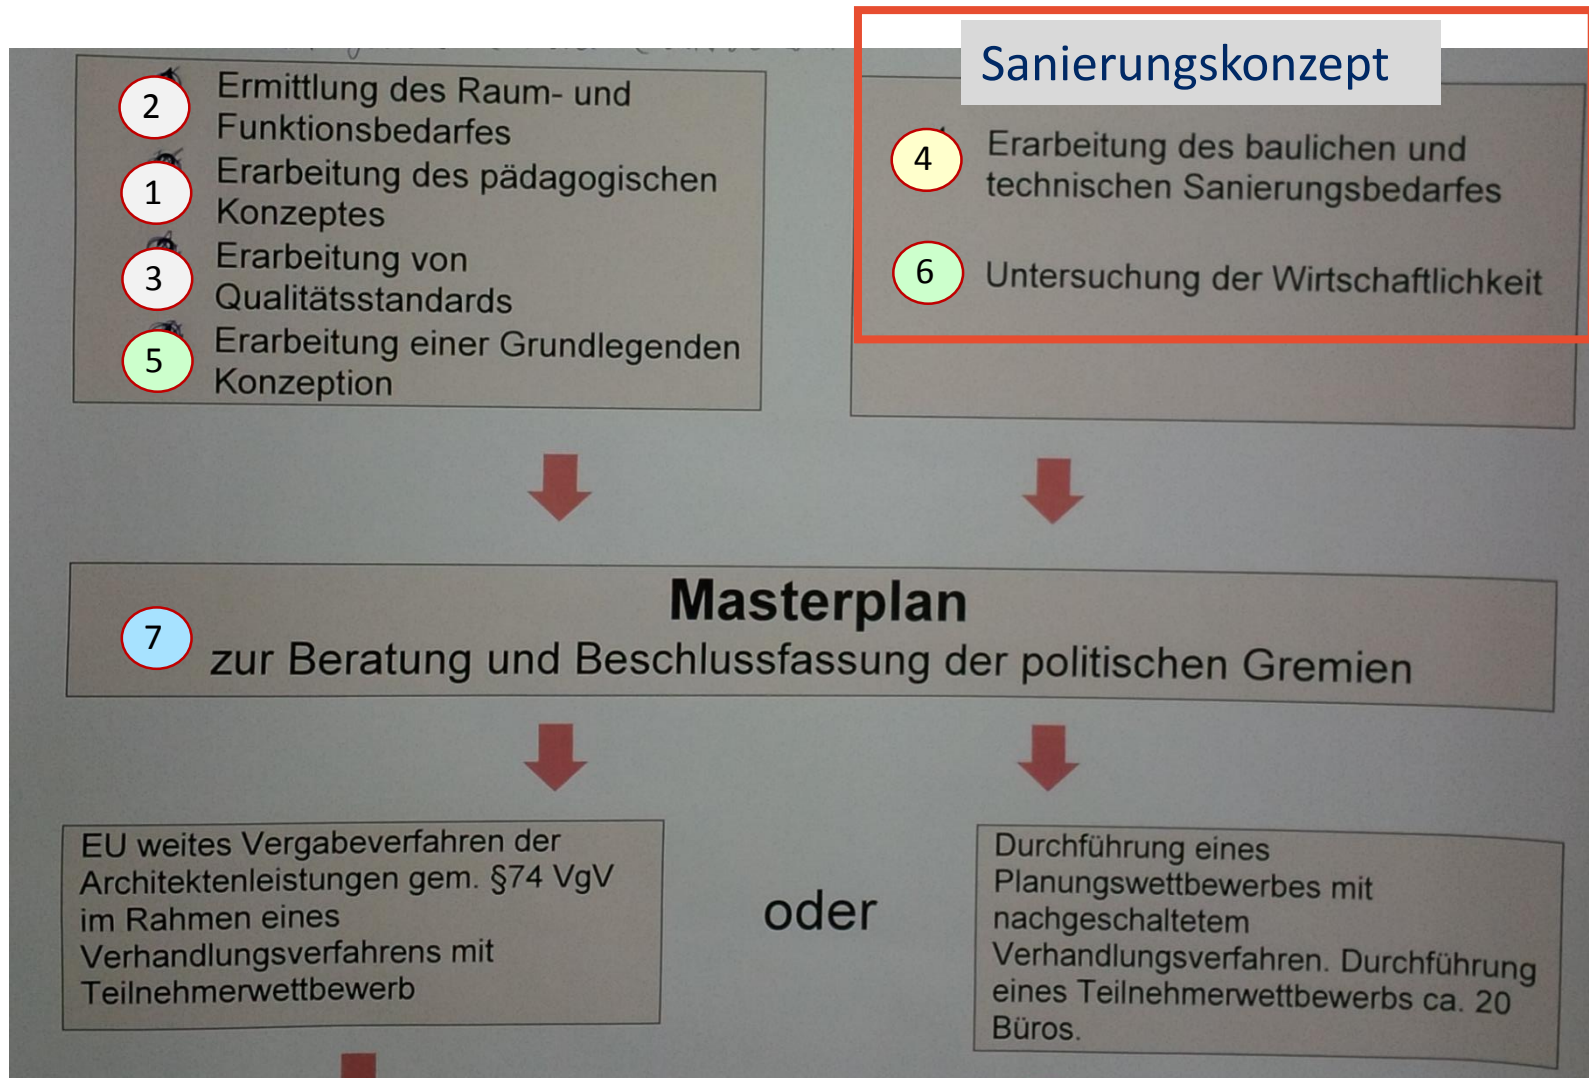 2
Ermittlung des Raum- und
Funktionsbedarfes
1
Erarbeitung des pädagogischen
Konzeptes
3
Erarbeitung von
Qualitätsstandards
5
Erarbeitung einer Grundlegenden
Konzeption
Sanierungskonzept
4
Erarbeitung des baulichen und
technischen Sanierungsbedarfes
6
Untersuchung der Wirtschaftlichkeit
7
Masterplan
zur Beratung und Beschlussfassung der politischen Gremien
EU weites Vergabeverfahren der
Architektenleistungen gem. §74 VgV
im Rahmen eines
Verhandlungsverfahrens mit
Teilnehmerwettbewerb
oder
Durchführung eines
Planungswettbewerbes mit
nachgeschaltetem
Verhandlungsverfahren. Durchführung
eines Teilnehmerwettbewerbs ca. 20
Büros.